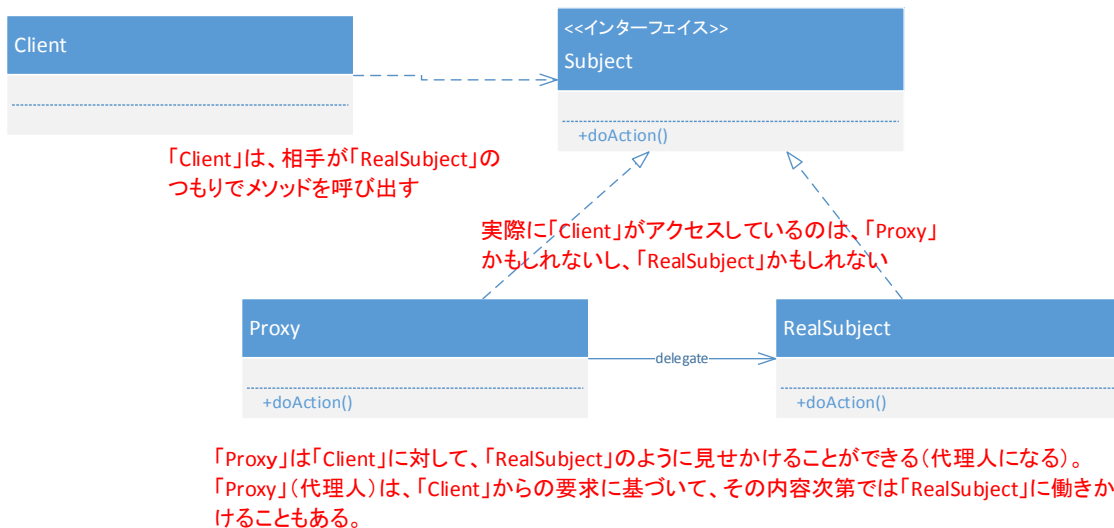 Client
<<インターフェイス>>
Subject
+doAction()
「Client」は、相手が「RealSubject」の
つもりでメソッドを呼び出す
実際に「Client」がアクセスしているのは、「Proxy」
かもしれないし、「RealSubject」かもしれない
Proxy
+doAction()
delegate
RealSubject
+doAction()
「Proxy」は「Client」に対して、「RealSubject」のように見せかけることができる(代理人になる)。
「Proxy」(代理人)は、「Client」からの要求に基づいて、その内容次第では「RealSubject」に働きか
けることもある。